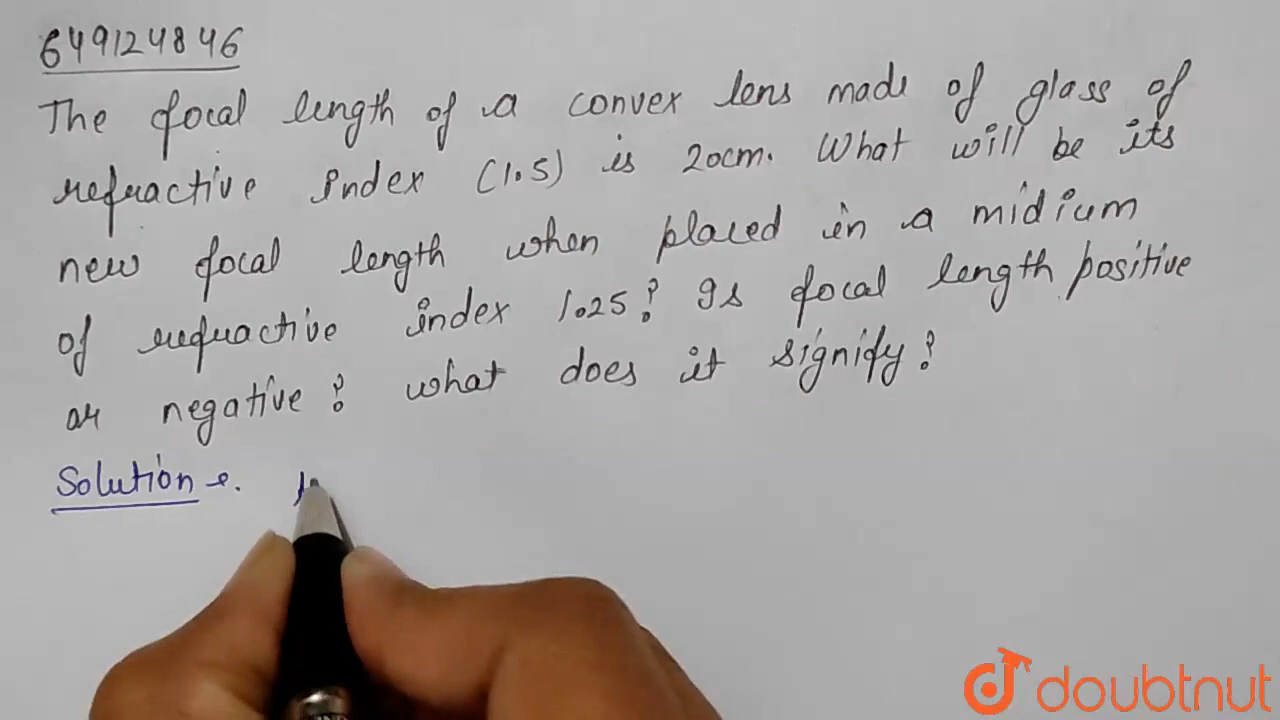 649124846
The focal length of a convex lens made of glass of
refractive index (1.5) is 20cm. What will be its
new focal length when placed in a midium
of refractive index 1.25? Is focal length positive
or negative? what does it signify?
Solution -.
doubtnut